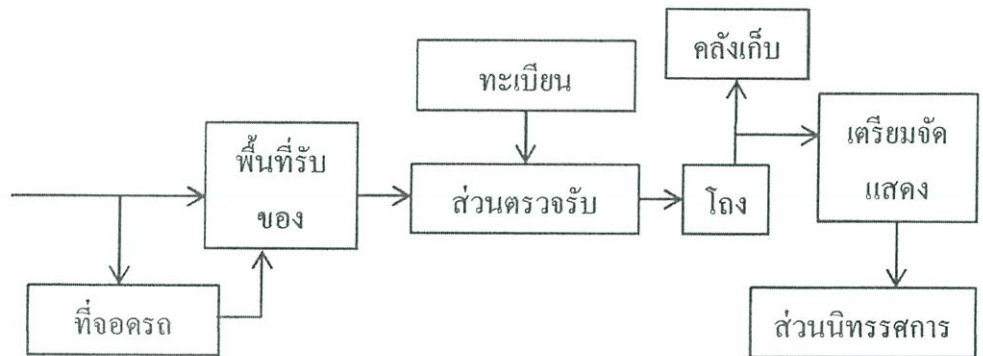 คลังเก็บ
ทะเบียน
เตรียมจัด
แสดง
พื้นที่รับ
ของ
ส่วนตรวจรับ
โถง
ที่จอดรถ
ส่วนนิทรรศการ